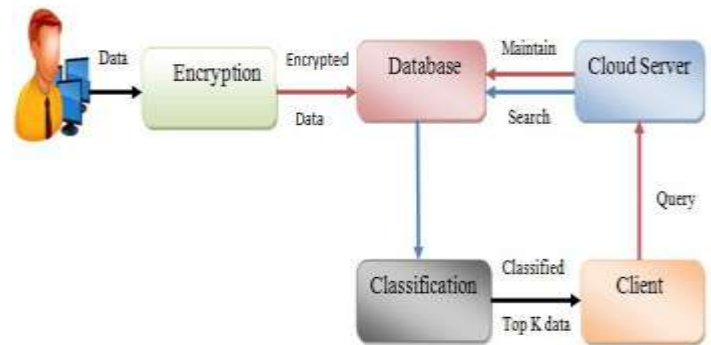 Data
Encryption
Encrypted
Data
Database
Maintain
Search
Cloud Server
Query
Classification
Classified
Top K data
Client